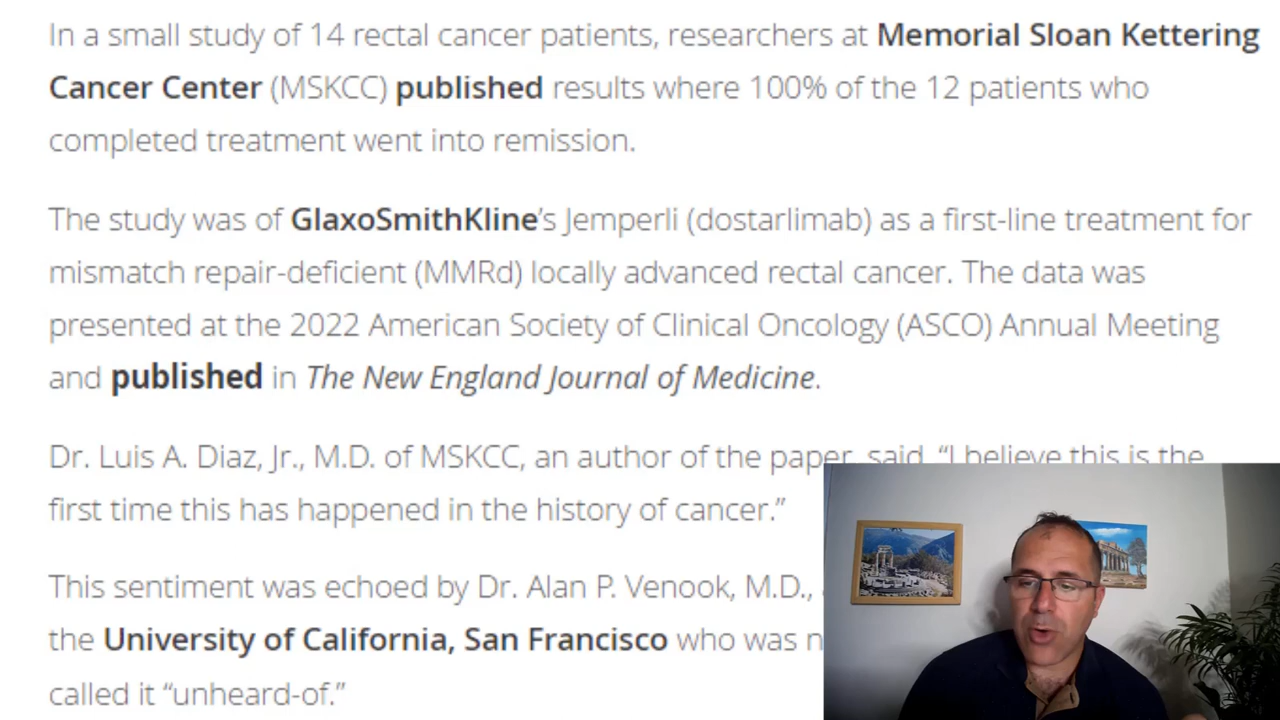 In a small study of 14 rectal cancer patients, researchers at Memorial Sloan Kettering
Cancer Center (MSKCC) published results where 100% of the 12 patients who
completed treatment went into remission.
The study was of GlaxoSmithKline's Jemperli (dostarlimab) as a first-line treatment for
mismatch repair-deficient (MMRd) locally advanced rectal cancer. The data was
presented at the 2022 American Society of Clinical Oncology (ASCO) Annual Meeting
and published in The New England Journal of Medicine.
Dr. Luis A. Diaz, Jr., M.D. of MSKCC, an author of the paper, said, “I believe this is the
first time this has happened in the history of cancer.”
This sentiment was echoed by Dr. Alan P. Venook, M.D.,
the University of California, San Francisco who was
called it “unheard-of.”